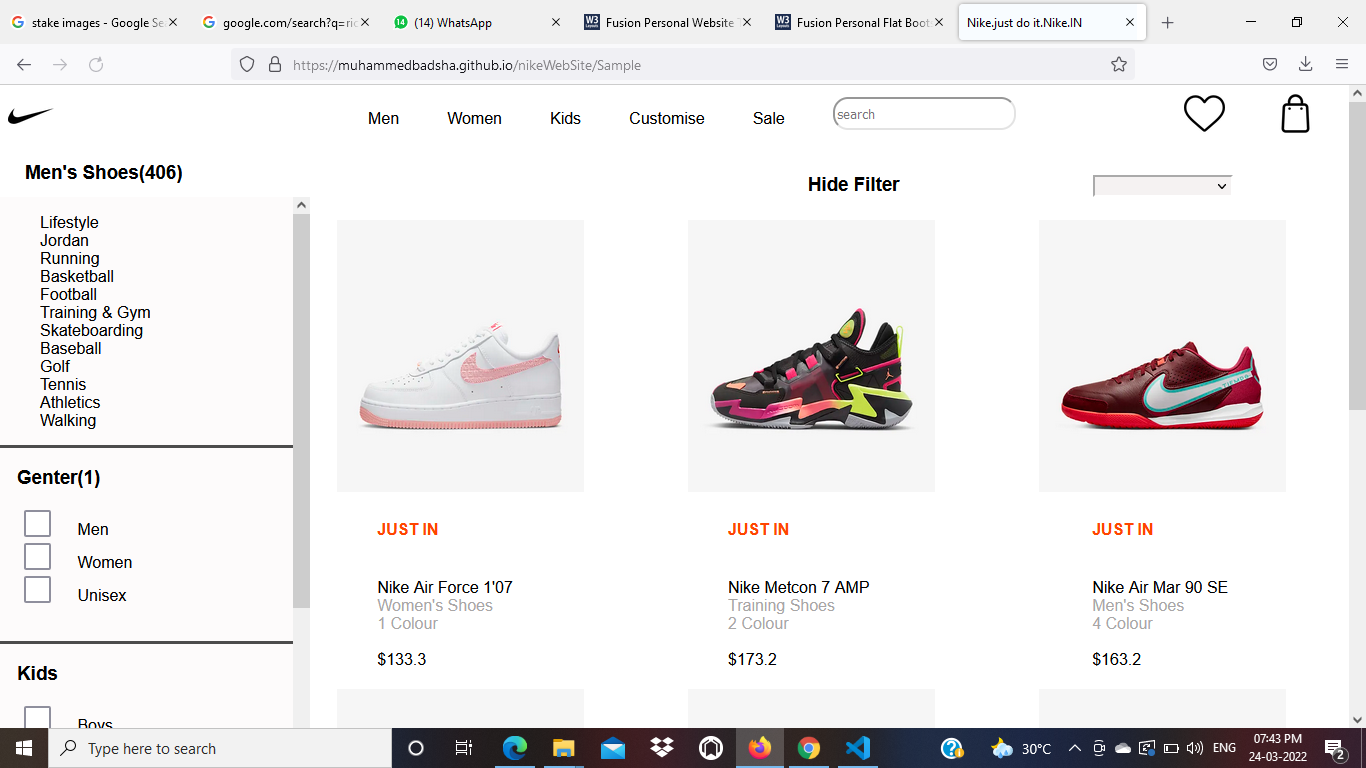 stake images - Google Se
google.com/search?q=ric
(14) WhatsApp
Fusion Personal Website
Fusion Personal Flat Boots
Nike.just do it.Nike.IN
https://muhammedbadsha.github.io/nikeWebSite/Sample
Men
Women
Kids
Customise
Sale
search
Men's Shoes(406)
Hide Filter
Lifestyle
Jordan
Running
Basketball
Football
Training & Gym
Skateboarding
Baseball
Golf
Tennis
Athletics
Walking
Genter(1)
Men
Women
Unisex
Kids
Boys
JUST IN
JUST IN
JUST IN
Nike Air Force 1'07
Women's Shoes
1 Colour
$133.3
Nike Metcon 7 AMP
Training Shoes
2 Colour
$173.2
Nike Air Mar 90 SE
Men's Shoes
4 Colour
$163.2
Type here to search
30°C
ENG
07:43 PM
24-03-2022
2